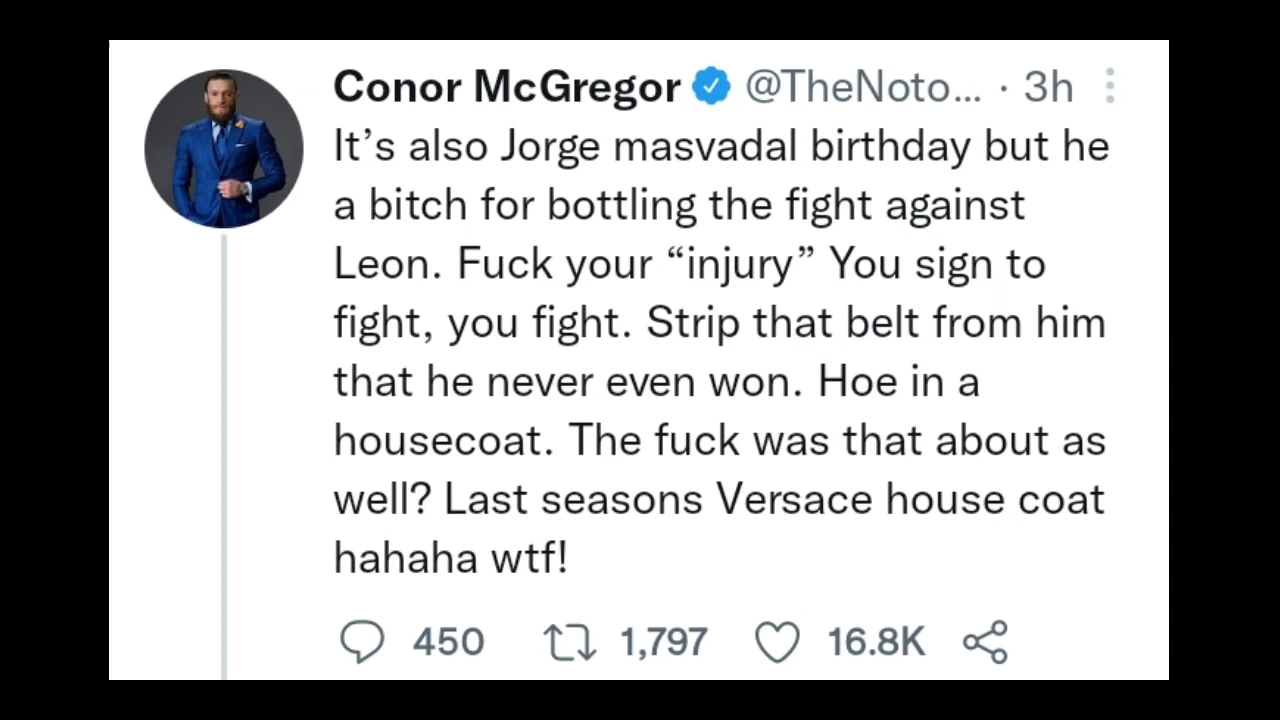 Conor McGregor @TheNoto... · 3h
It’s also Jorge masvadal birthday but he
a bitch for bottling the fight against
Leon. Fuck your “injury” You sign to
fight, you fight. Strip that belt from him
that he never even won. Hoe in a
housecoat. The fuck was that about as
well? Last seasons Versace house coat
hahaha wtf!
450 1,797 16.8K